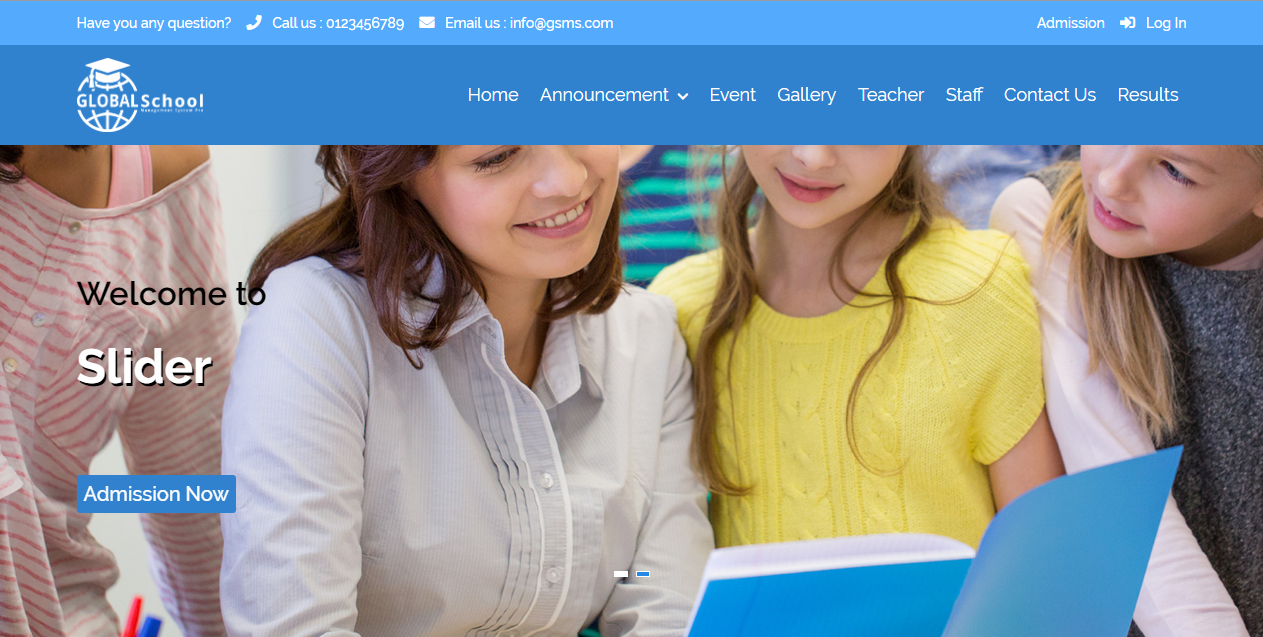 Have you any question? Call us : 0123456789 Email us : info@gsms.com Admission Log In
GLOBAL School
Management System Pro
Home Announcement Event Gallery Teacher Staff Contact Us Results
Welcome to
Slider
Admission Now